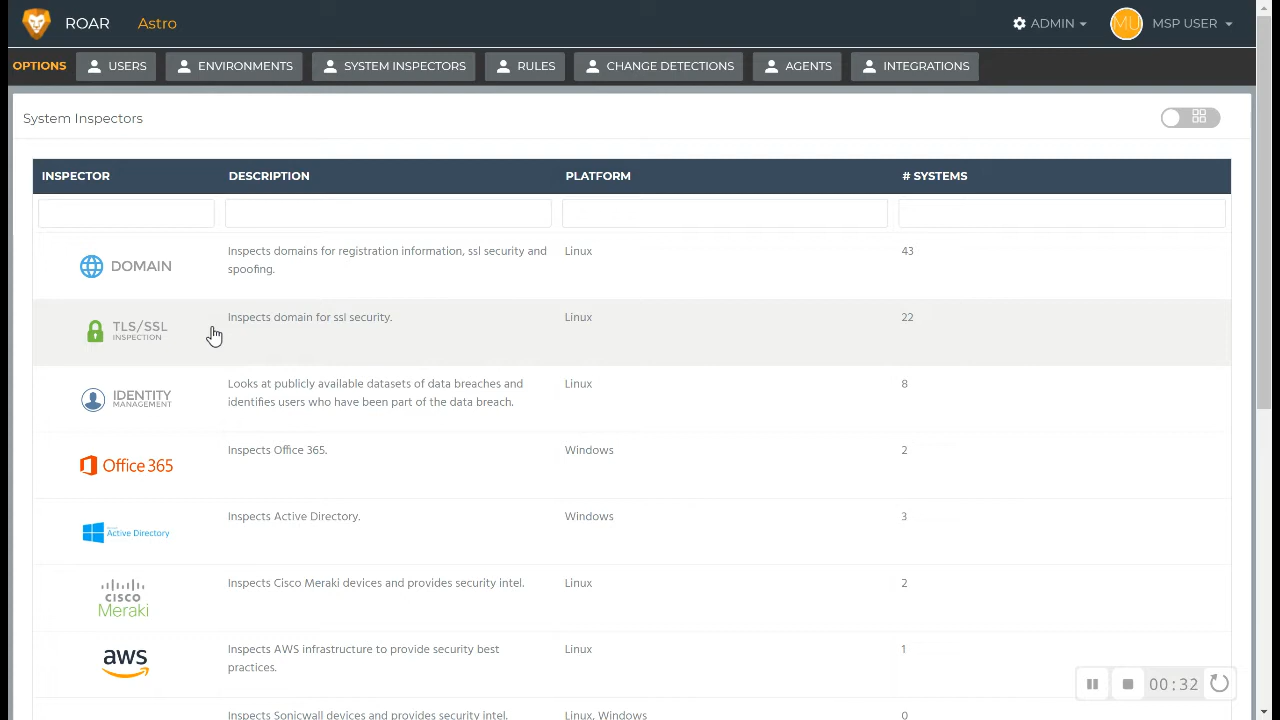 ROAR Astro ADMIN MU MSP USER
OPTIONS USERS ENVIRONMENTS SYSTEM INSPECTORS RULES CHANGE DETECTIONS AGENTS INTEGRATIONS
System Inspectors
INSPECTOR DESCRIPTION PLATFORM # SYSTEMS
DOMAIN Inspects domains for registration information, ssl security and Linux 43
spoofing.
TLS/SSL Inspects domain for ssl security. Linux 22
INSPECTION
Looks at publicly available datasets of data breaches and Linux 8
IDENTITY identifies users who have been part of the data breach.
MANAGEMENT
Inspects Office 365. Windows 2
Office 365
Inspects Active Directory. Windows 3
Active Directory
Inspects Cisco Meraki devices and provides security intel. Linux 2
CISCO
Meraki
Inspects AWS infrastructure to provide security best Linux 1
aws practices.
00:32
Inspects Sonicwall devices and provides security intel. Linux, Windows 0